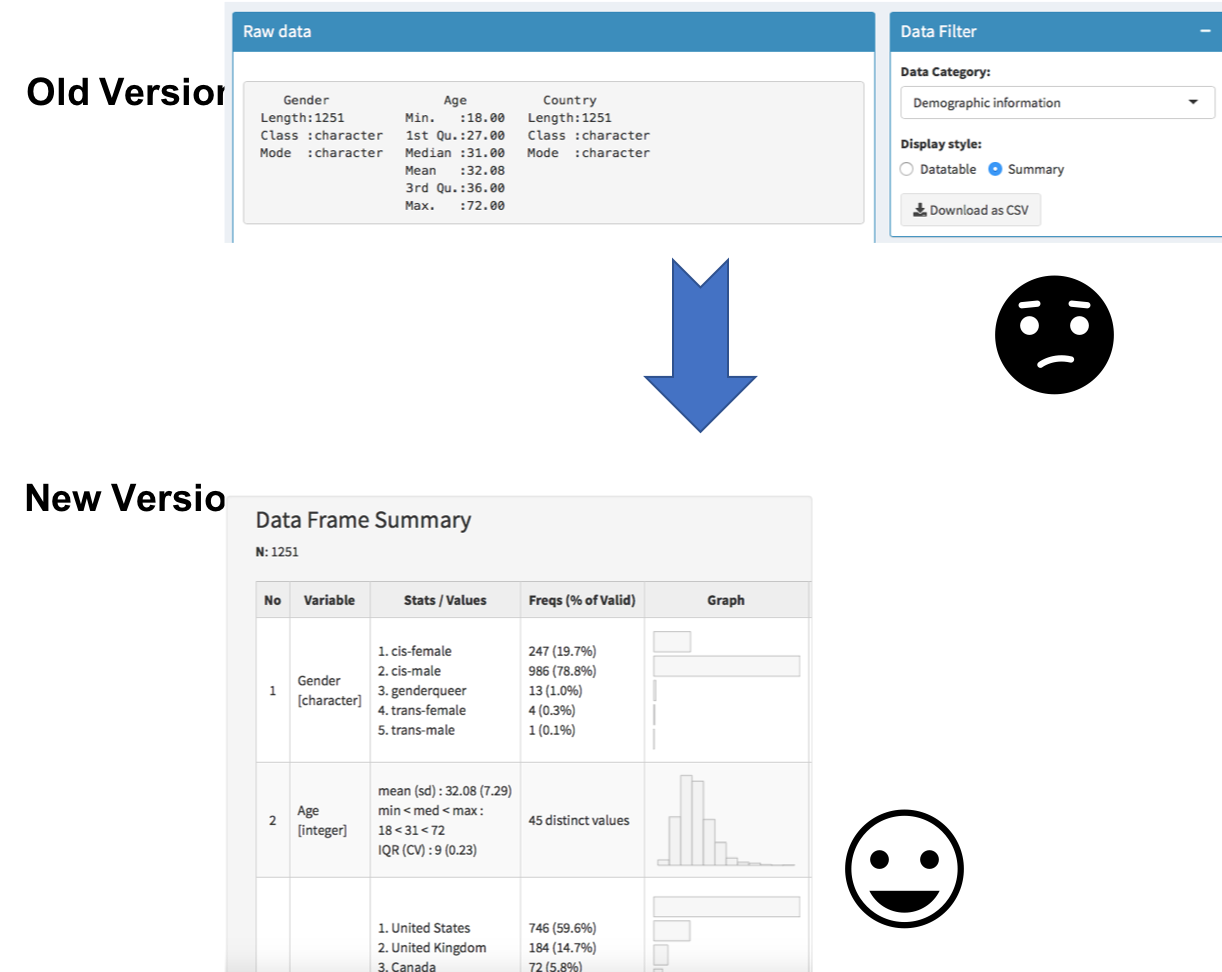 Raw data
Data Filter
Old Version
Data Category:
Demographic information
Gender Age Country
Length:1251 Min. :18.00 Length:1251
Class :character 1st Qu.:27.00 Class :character
Mode :character Median :31.00 Mode :character
Mean :32.08
3rd Qu.:36.00
Max. :72.00
Display style:
Datatable Summary
Download as CSV
New Versio
Data Frame Summary
N: 1251
No Variable Stats / Values Freqs (% of Valid) Graph
1 Gender [character]
1. cis-female 247 (19.7%)
2. cis-male 986 (78.8%)
3. genderqueer 13 (1.0%)
4. trans-female 4 (0.3%)
5. trans-male 1 (0.1%)
2 Age [integer]
mean (sd) : 32.08 (7.29)
min < med < max :
18 < 31 < 72
IQR (CV) : 9 (0.23)
45 distinct values
1. United States 746 (59.6%)
2. United Kingdom 184 (14.7%)
3. Canada 72 (5.8%)